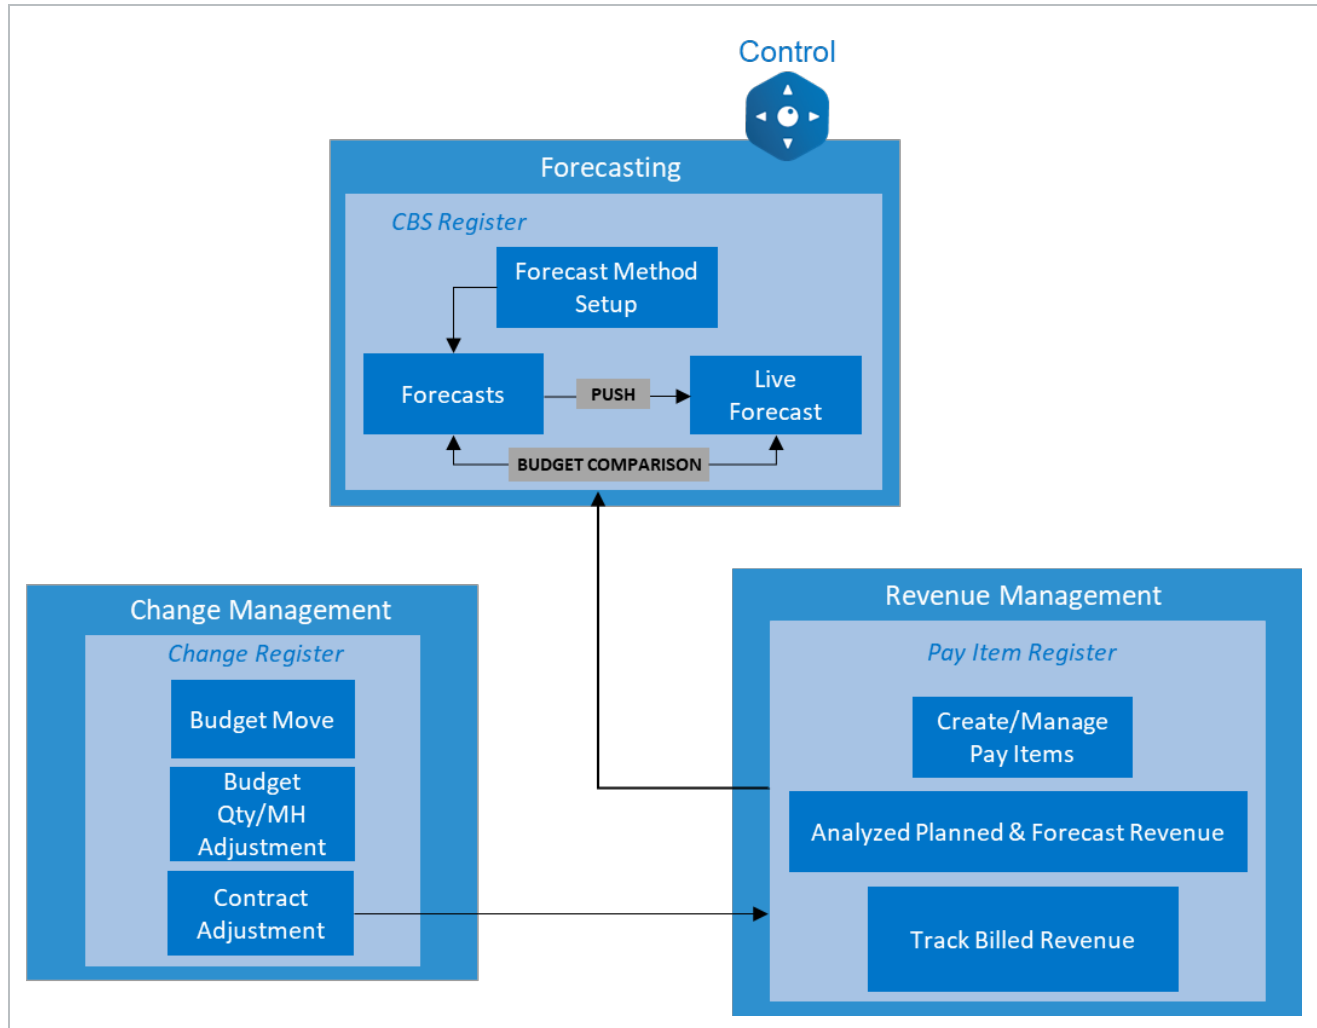 Control
Forecasting
CBS Register
Forecast Method
Setup
Forecasts
PUSH
Live
Forecast
BUDGET COMPARISON
Change Management
Change Register
Budget Move
Budget
Qty/MH
Adjustment
Contract
Adjustment
Revenue Management
Pay Item Register
Create/Manage
Pay Items
Analyzed Planned & Forecast Revenue
Track Billed Revenue